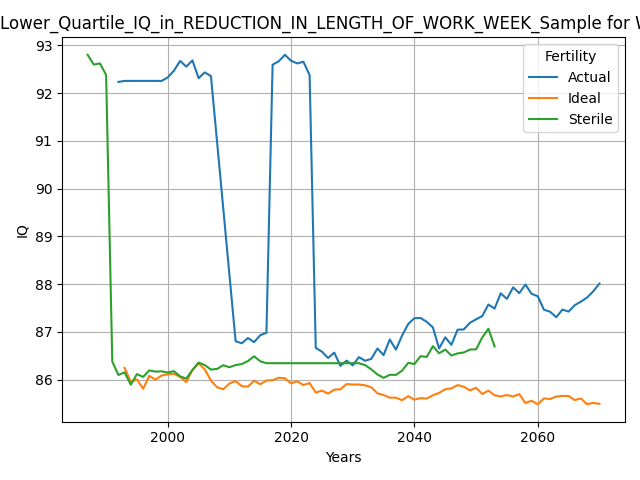 Lower_Quartile_IQ_in_REDUCTION_IN_LENGTH_OF_WORK_WEEK_Sample for
93
92
91
90
89
88
87
86
IQ
2000
2020
2040
2060
Years
Fertility
Actual
Ideal
Sterile